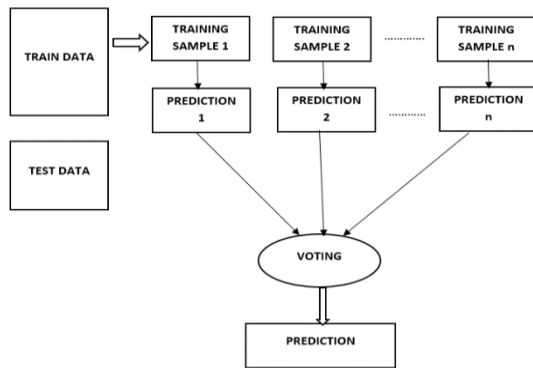 TRAIN DATA
TRAINING
SAMPLE 1
TRAINING
SAMPLE 2
............
TRAINING
SAMPLE n
PREDICTION
1
PREDICTION
2
............
PREDICTION
n
TEST DATA
VOTING
PREDICTION